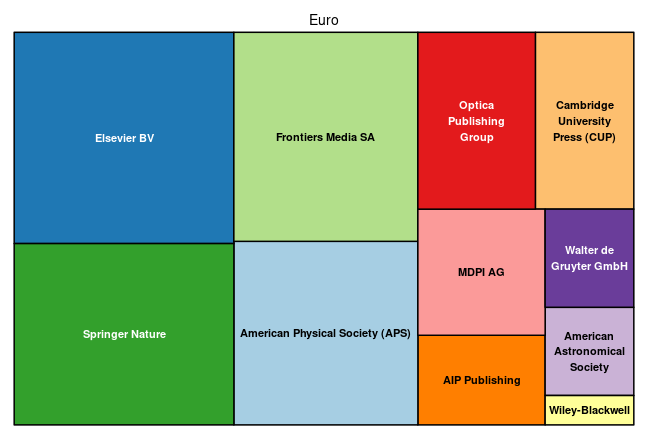 Euro
Elsevier BV
Springer Nature
Frontiers Media SA
American Physical Society (APS)
Optica
Publishing
Group
Cambridge
University
Press (CUP)
MDPI AG
AIP Publishing
Walter de
Gruyter GmbH
American
Astronomical
Society
Wiley-Blackwell